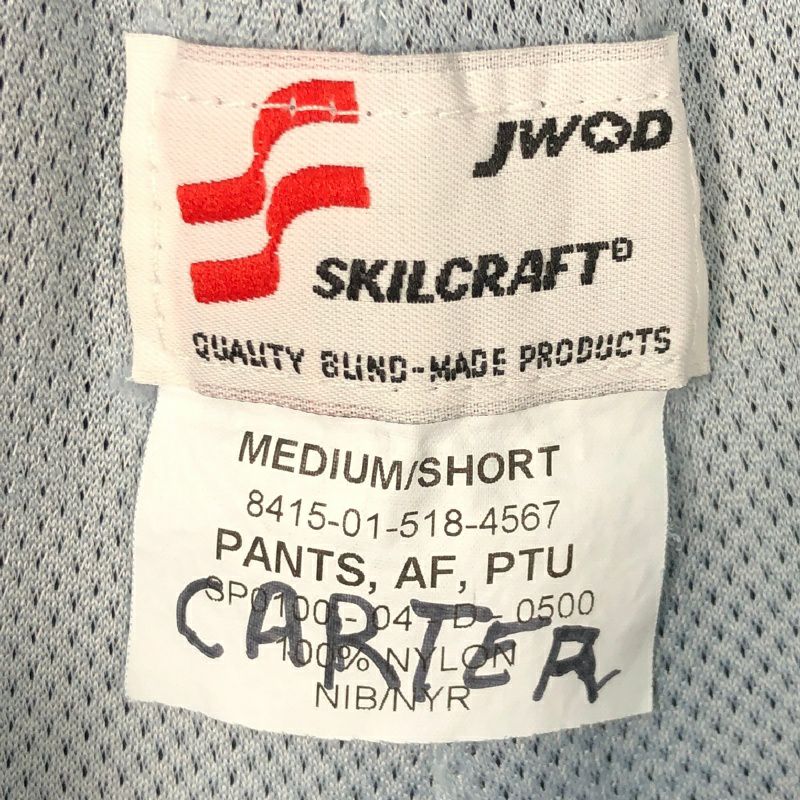 JWOD
SKILCRAFT®
QUALITY BLIND-MADE PRODUCTS
MEDIUM/SHORT
8415-01-518-4567
PANTS, AF, PTU
SP0100-04-D-0500
CARTER
100% NYLON
NIB/NYR